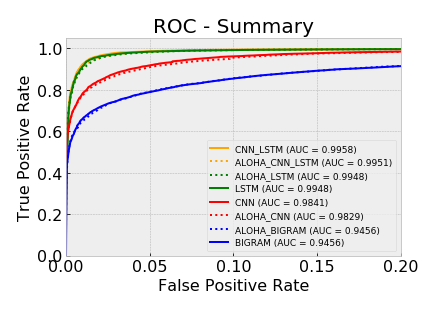 ROC - Summary
True Positive Rate
1.0
0.8
0.6
0.4
0.2
0.0
CNN_LSTM (AUC = 0.9958)
ALOHA_CNN_LSTM (AUC = 0.9951)
ALOHA_LSTM (AUC = 0.9948)
LSTM (AUC = 0.9948)
CNN (AUC = 0.9841)
ALOHA_CNN (AUC = 0.9829)
ALOHA_BIGRAM (AUC = 0.9456)
BIGRAM (AUC = 0.9456)
0.00 0.05 0.10 0.15 0.20
False Positive Rate